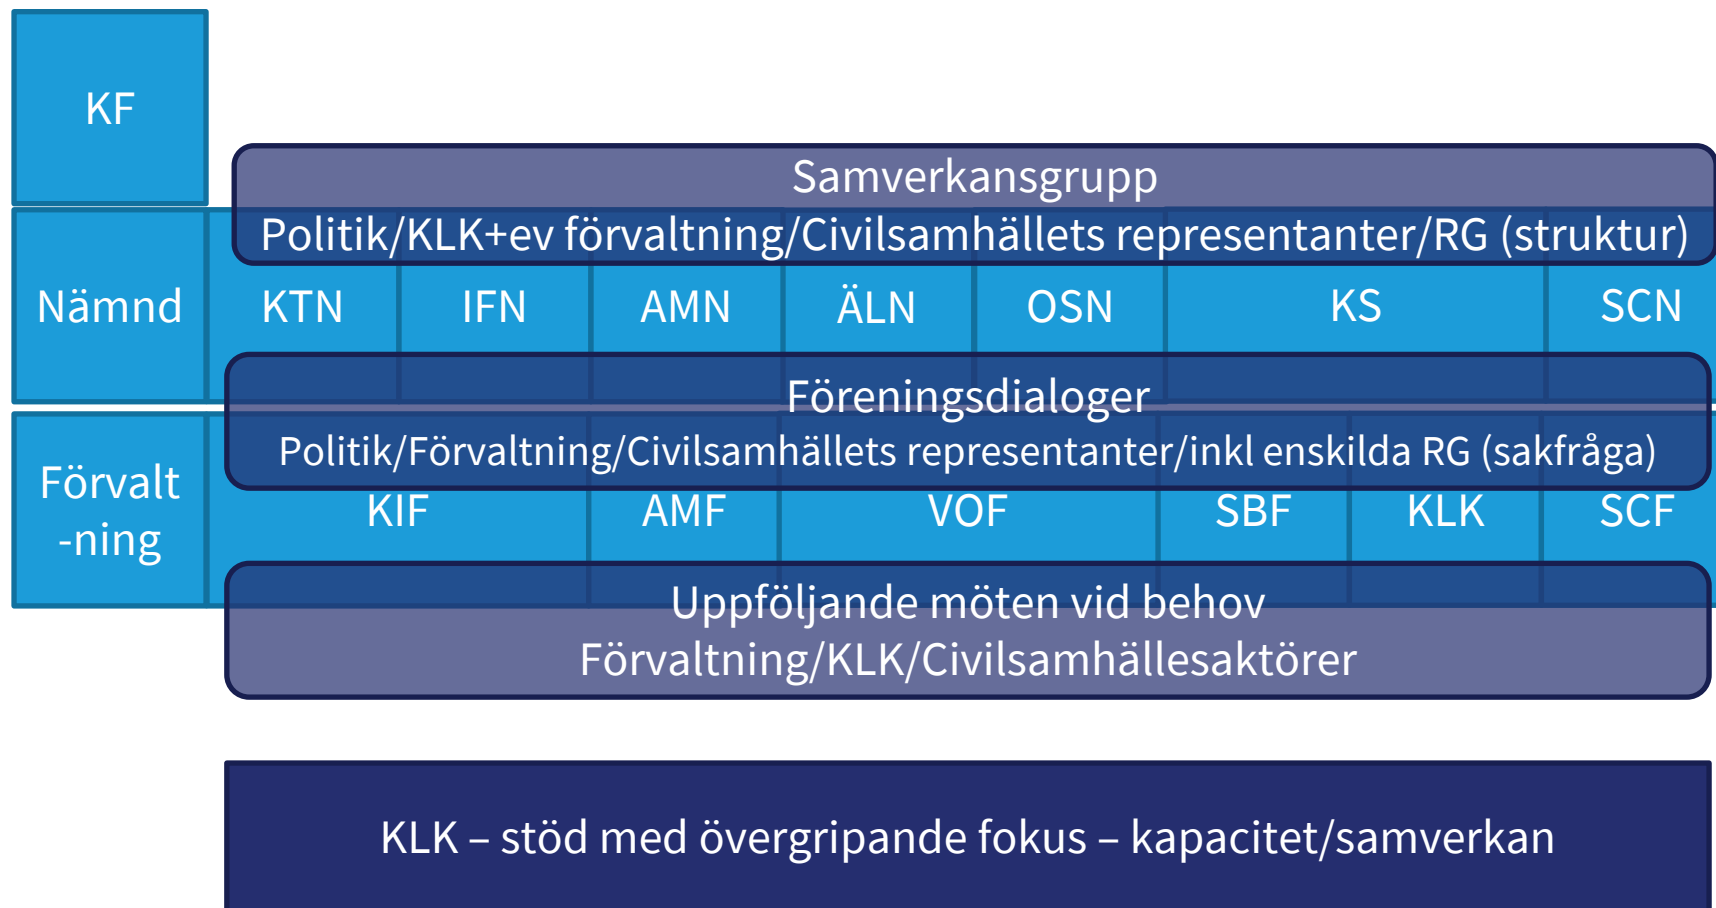 KF
Samverkansgrupp
Politik/KLK+ev förvaltning/Civilsamhällets representanter/RG (struktur)
Nämnd
KTN
IFN
AMN
ÄLN
OSN
KS
SCN
Föreningsdialoger
Politik/Förvaltning/Civilsamhällets representanter/inkl enskilda RG (sakfråga)
Förvalt
-ning
KIF
AMF
VOF
SBF
KLK
SCF
Uppföljande möten vid behov
Förvaltning/KLK/Civilsamhällesaktörer
KLK – stöd med övergripande fokus – kapacitet/samverkan